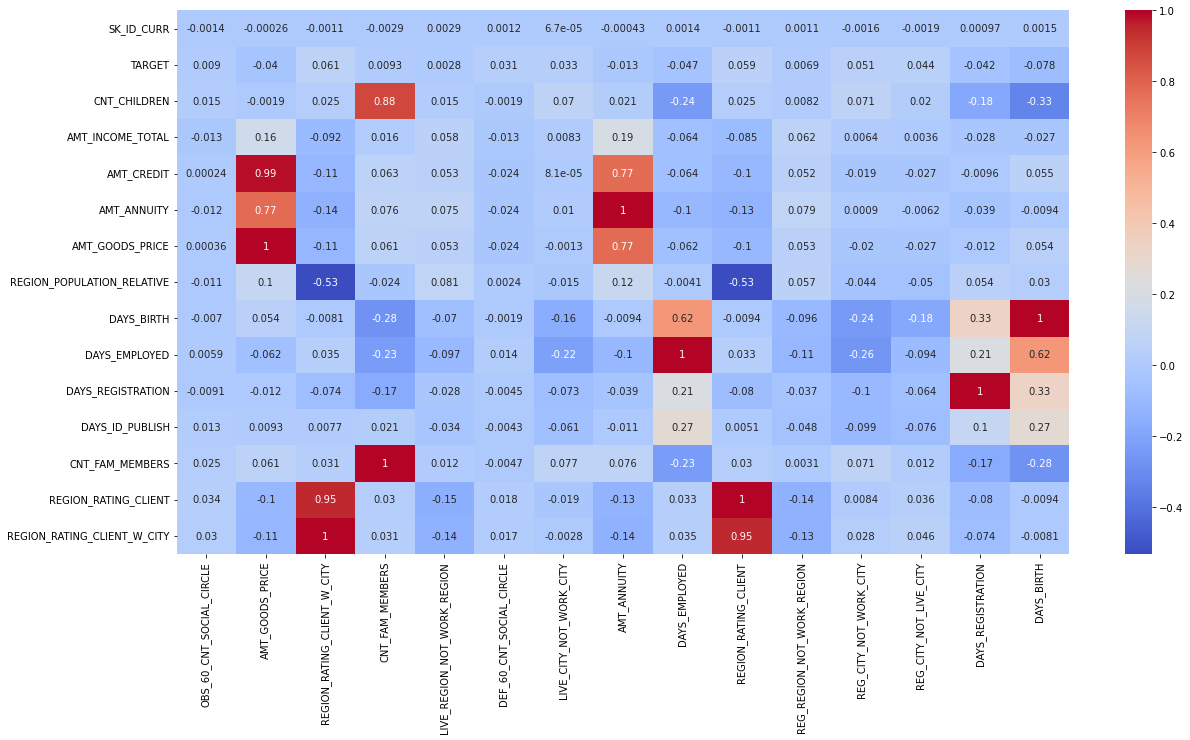 SK_ID_CURR -0.0014 -0.00026 -0.0011 -0.0029 0.0029 0.0012 6.7e-05 -0.00043 0.0014 -0.0011 0.0011 -0.0016 -0.0019 0.00097 0.0015
TARGET 0.009 -0.04 0.061 0.0093 0.0028 0.031 0.033 -0.013 -0.047 0.059 0.0069 0.051 0.044 -0.042 -0.078
CNT_CHILDREN 0.015 -0.0019 0.025 0.88 0.015 -0.0019 0.07 0.021 -0.24 0.025 0.0082 0.071 0.02 -0.18 -0.33
AMT_INCOME_TOTAL -0.013 0.16 -0.092 0.016 0.058 -0.013 0.0083 0.19 -0.064 -0.085 0.062 0.0064 0.0036 -0.028 -0.027
AMT_CREDIT 0.00024 0.99 -0.11 0.063 0.053 -0.024 8.1e-05 0.77 -0.064 -0.1 0.052 -0.019 -0.027 -0.0096 0.055
AMT_ANNUITY -0.012 0.77 -0.14 0.076 0.075 -0.024 0.01 1 -0.1 -0.13 0.079 0.0009 -0.0062 -0.039 -0.0094
AMT_GOODS_PRICE 0.00036 1 -0.11 0.061 0.053 -0.024 -0.0013 0.77 -0.062 -0.1 0.053 -0.02 -0.027 -0.012 0.054
REGION_POPULATION_RELATIVE -0.011 0.1 -0.53 -0.024 0.081 0.0024 -0.015 0.12 -0.0041 -0.53 0.057 -0.044 -0.05 0.054 0.03
DAYS_BIRTH -0.007 0.054 -0.0081 -0.28 -0.07 -0.0019 -0.16 -0.0094 0.62 -0.0094 -0.096 -0.24 -0.18 0.33 1
DAYS_EMPLOYED 0.0059 -0.062 0.035 -0.23 -0.097 0.014 -0.22 -0.1 1 0.033 -0.11 -0.26 -0.094 0.21 0.62
DAYS_REGISTRATION -0.0091 -0.012 -0.074 -0.17 -0.028 -0.0045 -0.073 -0.039 0.21 -0.08 -0.037 -0.1 -0.064 1 0.33
DAYS_ID_PUBLISH 0.013 0.0093 0.0077 0.021 -0.034 -0.0043 -0.061 -0.011 0.27 0.0051 -0.048 -0.099 -0.076 0.1 0.27
CNT_FAM_MEMBERS 0.025 0.061 0.031 1 0.012 -0.0047 0.077 0.076 -0.23 0.03 0.0031 0.071 0.012 -0.17 -0.28
REGION_RATING_CLIENT 0.034 -0.1 0.95 0.03 -0.15 0.018 -0.019 -0.13 0.033 1 -0.14 0.0084 0.036 -0.08 -0.0094
REGION_RATING_CLIENT_W_CITY 0.03 -0.11 1 0.031 -0.14 0.017 -0.0028 -0.14 0.035 0.95 -0.13 0.028 0.046 -0.074 -0.0081
OBS_60_CNT_SOCIAL_CIRCLE
AMT_GOODS_PRICE
REGION_RATING_CLIENT_W_CITY
CNT_FAM_MEMBERS
LIVE_REGION_NOT_WORK_REGION
DEF_60_CNT_SOCIAL_CIRCLE
LIVE_CITY_NOT_WORK_CITY
AMT_ANNUITY
DAYS_EMPLOYED
REGION_RATING_CLIENT
REG_REGION_NOT_WORK_REGION
REG_CITY_NOT_WORK_CITY
REG_CITY_NOT_LIVE_CITY
DAYS_REGISTRATION
DAYS_BIRTH
1.0
0.8
0.6
0.4
0.2
0.0
−0.2
−0.4